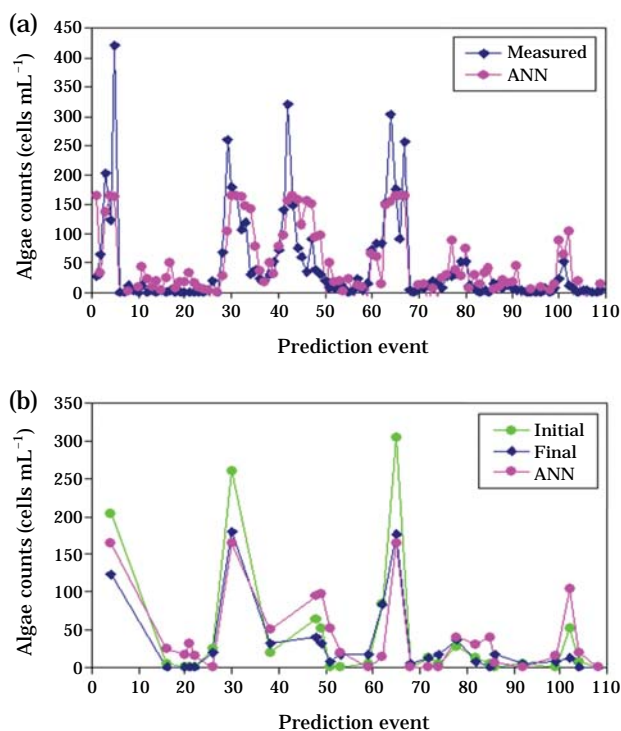 (a)
450
400
350
300
250
200
150
100
50
0
Algae counts (cells mL⁻¹)
Measured
ANN
0 10 20 30 40 50 60 70 80 90 100 110
Prediction event
(b)
350
300
250
200
150
100
50
0
Algae counts (cells mL⁻¹)
Initial
Final
ANN
0 10 20 30 40 50 60 70 80 90 100 110
Prediction event